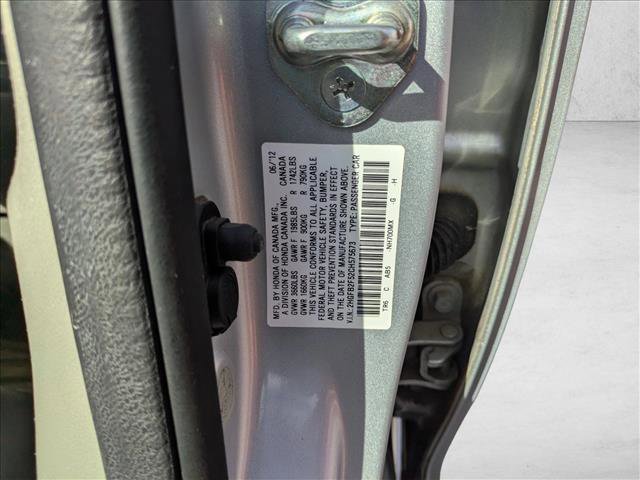 MFD. BY HONDA OF CANADA MFG., 06/'12
A DIVISION OF HONDA CANADA INC. CANADA
GVWR 3660LBS GAWR F 1985LBS R 1742LBS
GVWR 1660KG GAWR F 900KG R 790KG
THIS VEHICLE CONFORMS TO ALL APPLICABLE
FEDERAL MOTOR VEHICLE SAFETY, BUMPER,
AND THEFT PREVENTION STANDARDS IN EFFECT
ON THE DATE OF MANUFACTURE SHOWN ABOVE.
V.I.N.:2HGFB2F52CH575673 TYPE:PASSENGER CAR
TR6 C AB5 -NH700MX -G -H